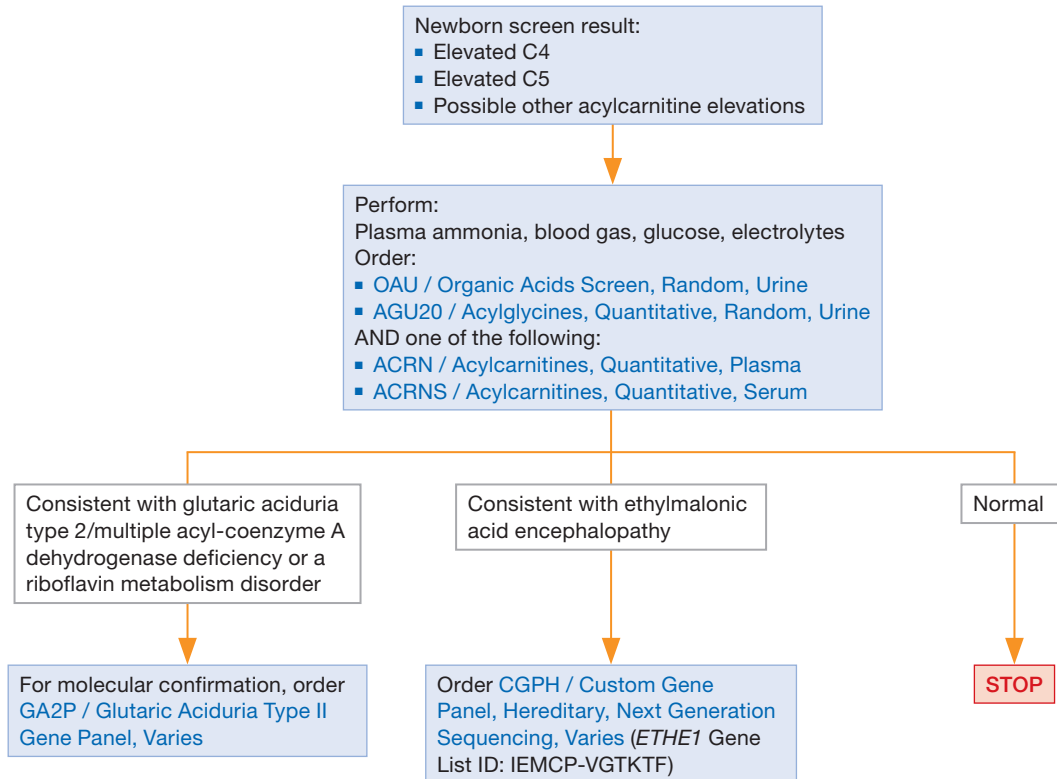 Newborn screen result:
▪ Elevated C4
▪ Elevated C5
▪ Possible other acylcarnitine elevations
Perform:
Plasma ammonia, blood gas, glucose, electrolytes
Order:
▪ OAU / Organic Acids Screen, Random, Urine
▪ AGU20 / Acylglycines, Quantitative, Random, Urine
AND one of the following:
▪ ACRN / Acylcarnitines, Quantitative, Plasma
▪ ACRNS / Acylcarnitines, Quantitative, Serum
Consistent with glutaric aciduria
type 2/multiple acyl-coenzyme A
dehydrogenase deficiency or a
riboflavin metabolism disorder
Consistent with ethylmalonic
acid encephalopathy
Normal
For molecular confirmation, order
GA2P / Glutaric Aciduria Type II
Gene Panel, Varies
Order CGPH / Custom Gene
Panel, Hereditary, Next Generation
Sequencing, Varies (ETHE1 Gene
List ID: IEMCP-VGTKTF)
STOP